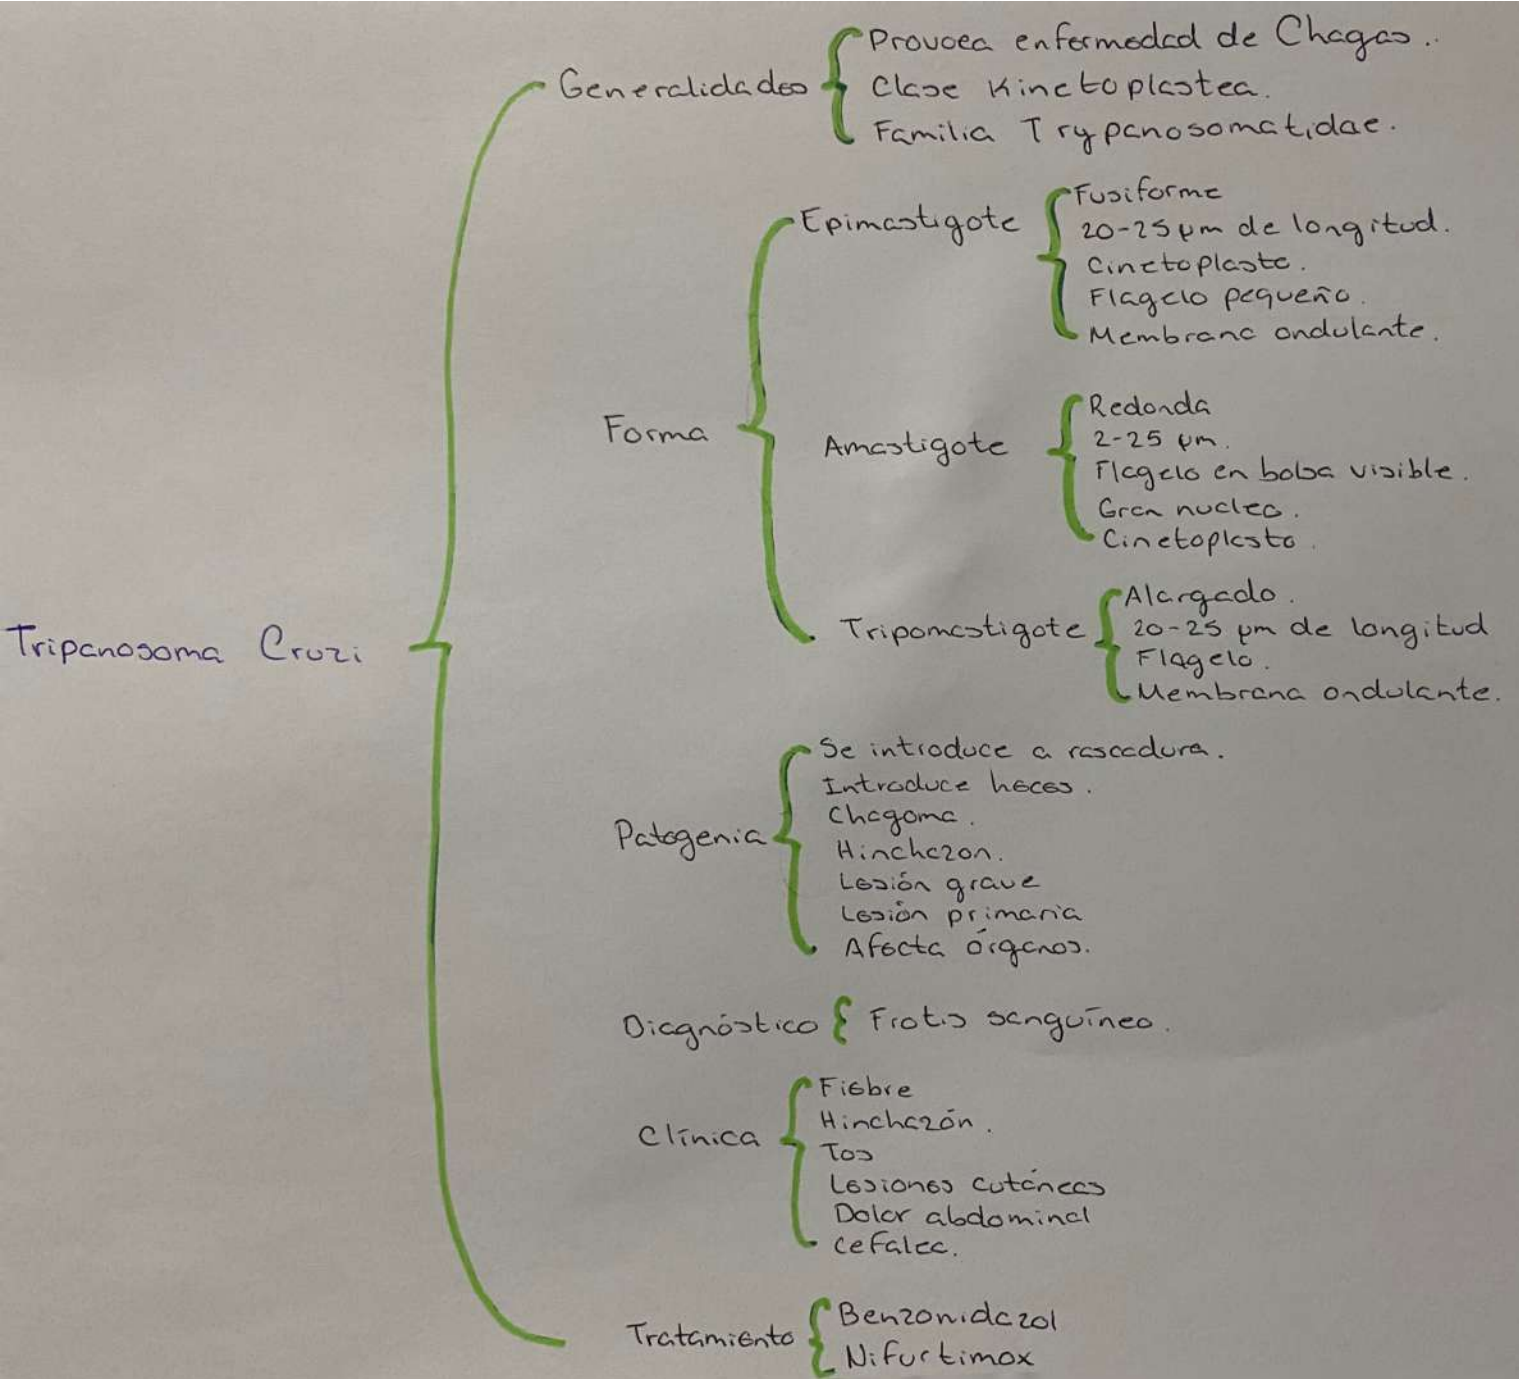 Provoca enfermedad de Chagas.
Generalidades
Clase Kinetoplastea.
Familia Trypanosomatidae.
Epimastigote
Fusiforme
20-25 µm de longitud.
Cinetoplasto.
Flagelo pequeño.
Membrana ondulante.
Forma
Amastigote
Redonda
2-25 µm.
Flagelo en bolsa visible.
Gran nucleo.
Cinetoplasto.
Tripomastigote
Alargado.
20-25 µm de longitud
Flagelo.
Membrana ondulante.
Tripanosoma Cruzi
Patogenia
Se introduce a rascadura.
Introduce heces.
Chagoma.
Hinchazon.
Lesión grave
Lesión primaria
Afecta órganos.
Diagnóstico
Frotis sanguíneo.
Clínica
Fiebre
Hinchazón.
Tos
Lesiones cutáneas
Dolor abdominal
cefalea.
Tratamiento
Benzonidazol
Nifurtimox